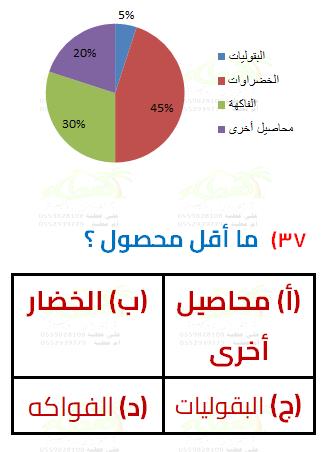 5%
20%
45%
30%
البقوليات
الخضراوات
الفاكهة
محاصيل أخرى
٣٧) ما أقل محصول ؟
(أ) محاصيل أخرى
(ب) الخضار
(ج) البقوليات
(د) الفواكه